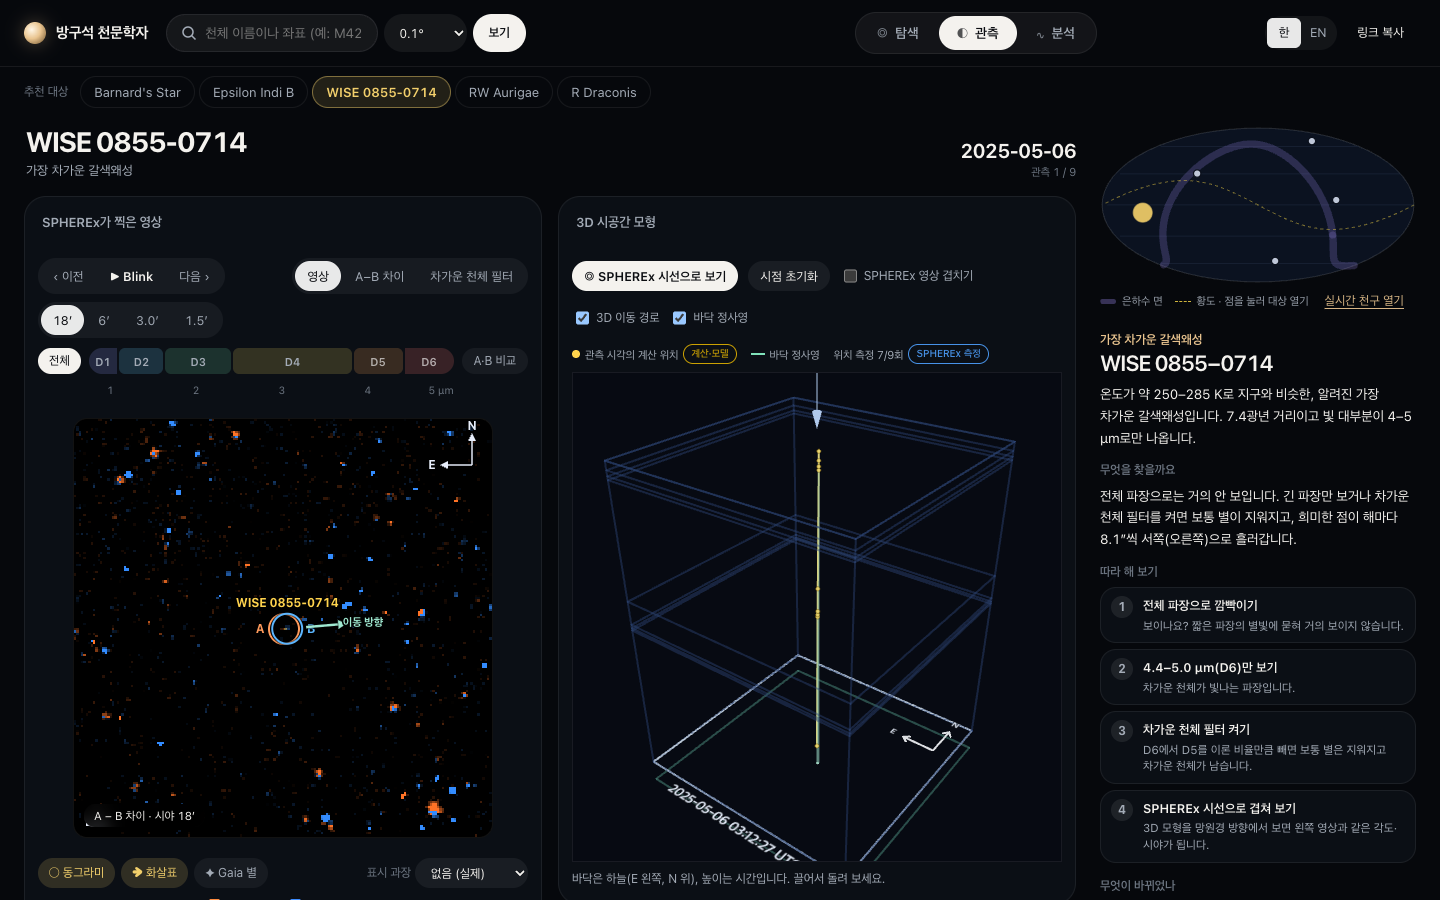 방구석 천문학자
천체 이름이나 좌표 (예: M42
0.1°
보기
탐색
관측
분석
한
EN
링크 복사
추천 대상
Barnard's Star
Epsilon Indi B
WISE 0855-0714
RW Aurigae
R Draconis
WISE 0855-0714
가장 차가운 갈색왜성
2025-05-06
관측 1 / 9
SPHEREx가 찍은 영상
‹ 이전
▶ Blink
다음 ›
영상
A−B 차이
차가운 천체 필터
18′
6′
3.0′
1.5′
전체
D1
D2
D3
D4
D5
D6
A·B 비교
1
2
3
4
5 μm
N
E
WISE 0855-0714
A
B
이동 방향
A − B 차이 · 시야 18′
동그라미
화살표
Gaia 별
표시 과장
없음 (실제)
3D 시공간 모형
SPHEREx 시선으로 보기
시점 초기화
SPHEREx 영상 겹치기
3D 이동 경로
바닥 정사영
관측 시각의 계산 위치
계산·모델
바닥 정사영
위치 측정 7/9회
SPHEREx 측정
N
E
2025-05-06 03:12:27 UTC
바닥은 하늘(E 왼쪽, N 위), 높이는 시간입니다. 끌어서 돌려 보세요.
은하수 면
황도 · 점을 눌러 대상 열기
실시간 천구 열기
가장 차가운 갈색왜성
WISE 0855−0714
온도가 약 250–285 K로 지구와 비슷한, 알려진 가장
차가운 갈색왜성입니다. 7.4광년 거리이고 빛 대부분이 4–5
μm로만 나옵니다.
무엇을 찾을까요
전체 파장으로는 거의 안 보입니다. 긴 파장만 보거나 차가운
천체 필터를 켜면 보통 별이 지워지고, 희미한 점이 해마다
8.1″씩 서쪽(오른쪽)으로 흘러갑니다.
따라 해 보기
1
전체 파장으로 깜빡이기
보이나요? 짧은 파장의 별빛에 묻혀 거의 보이지 않습니다.
2
4.4–5.0 μm(D6)만 보기
차가운 천체가 빛나는 파장입니다.
3
차가운 천체 필터 켜기
D6에서 D5를 이론 비율만큼 빼면 보통 별은 지워지고
차가운 천체가 남습니다.
4
SPHEREx 시선으로 겹쳐 보기
3D 모형을 망원경 방향에서 보면 왼쪽 영상과 같은 각도·
시야가 됩니다.
무엇이 바뀌었나